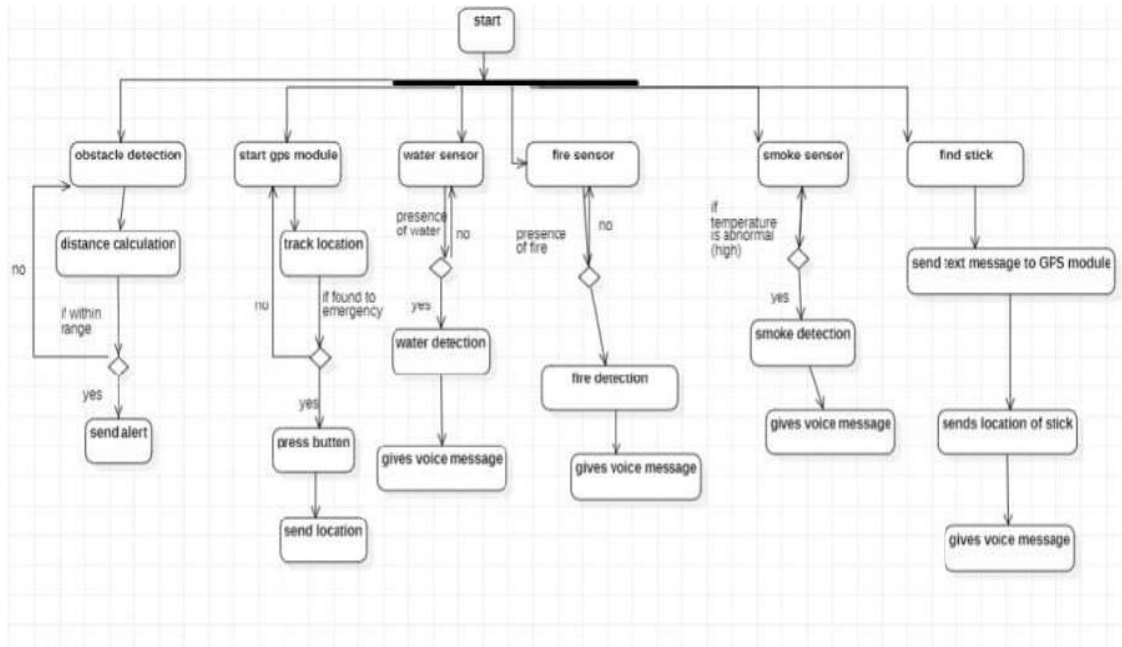 start
obstacle detection
start gps module
water sensor
fire sensor
smoke sensor
find stick
presence
of water
no
presence
of fire
no
if
temperature
is abnormal
(high)
distance calculation
track location
send text message to GPS module
no
if within
range
no
if found to
emergency
yes
yes
water detection
smoke detection
fire detection
yes
yes
send alert
press butten
gives voice message
gives voice message
gives voice message
sends location of stick
send location
gives voice message